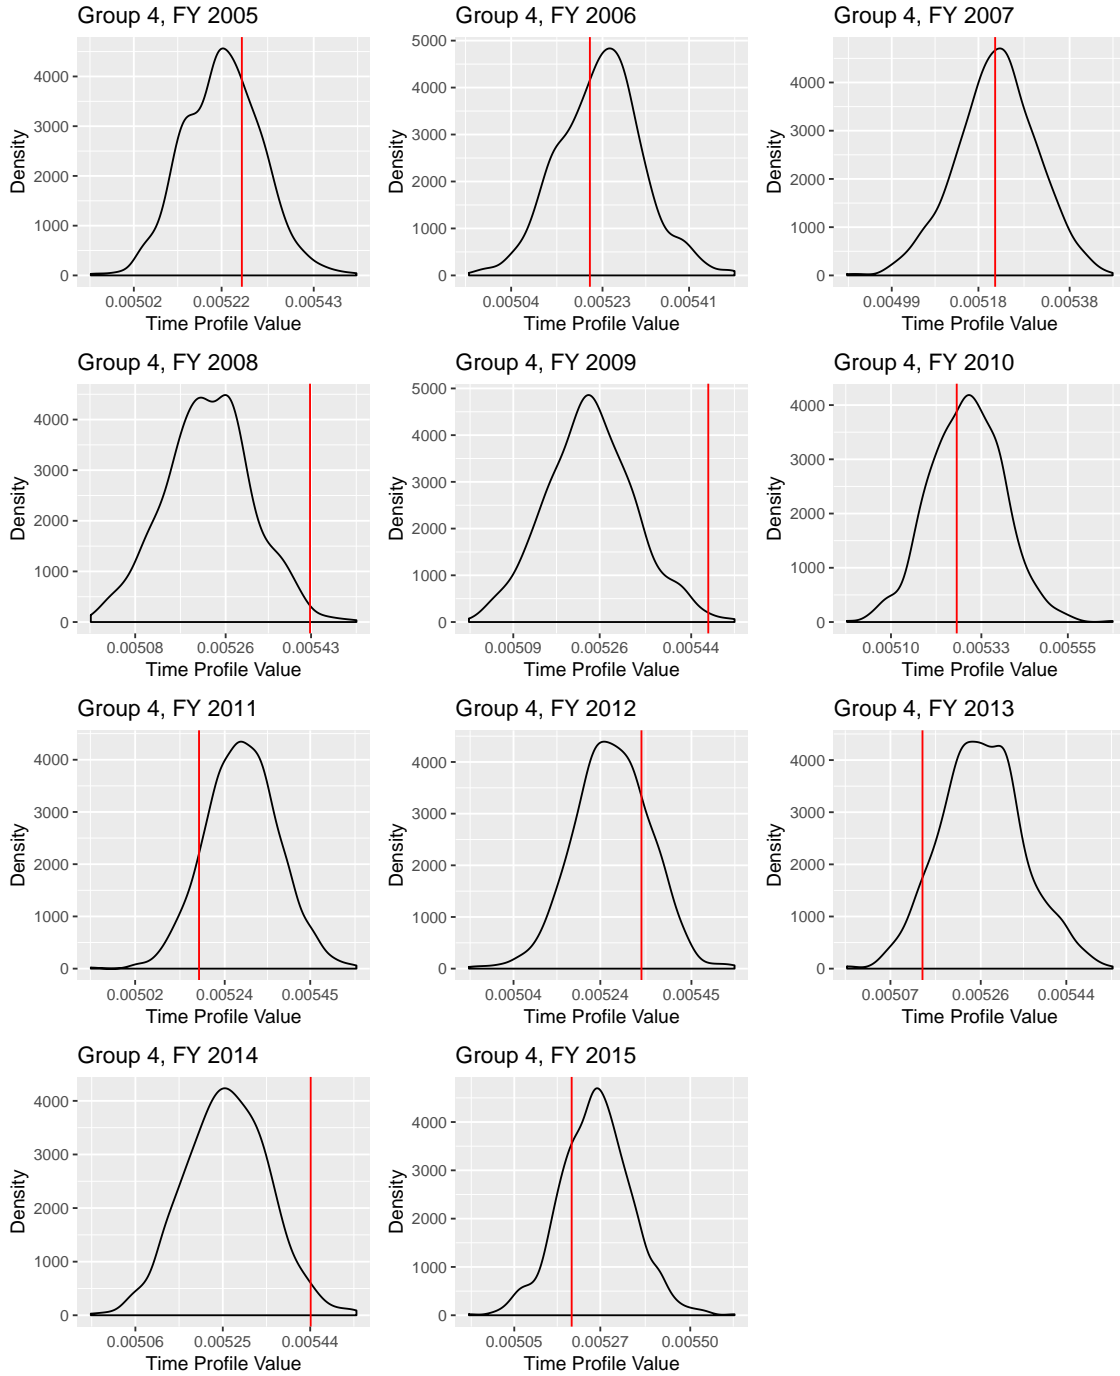 Group 4, FY 2005
Density
4000
3000
2000
1000
0
0.00502 0.00522 0.00543
Time Profile Value
Group 4, FY 2006
Density
5000
4000
3000
2000
1000
0
0.00504 0.00523 0.00541
Time Profile Value
Group 4, FY 2007
Density
4000
3000
2000
1000
0
0.00499 0.00518 0.00538
Time Profile Value
Group 4, FY 2008
Density
4000
3000
2000
1000
0
0.00508 0.00526 0.00543
Time Profile Value
Group 4, FY 2009
Density
5000
4000
3000
2000
1000
0
0.00509 0.00526 0.00544
Time Profile Value
Group 4, FY 2010
Density
4000
3000
2000
1000
0
0.00510 0.00533 0.00555
Time Profile Value
Group 4, FY 2011
Density
4000
3000
2000
1000
0
0.00502 0.00524 0.00545
Time Profile Value
Group 4, FY 2012
Density
4000
3000
2000
1000
0
0.00504 0.00524 0.00545
Time Profile Value
Group 4, FY 2013
Density
4000
3000
2000
1000
0
0.00507 0.00526 0.00544
Time Profile Value
Group 4, FY 2014
Density
4000
3000
2000
1000
0
0.00506 0.00525 0.00544
Time Profile Value
Group 4, FY 2015
Density
4000
3000
2000
1000
0
0.00505 0.00527 0.00550
Time Profile Value